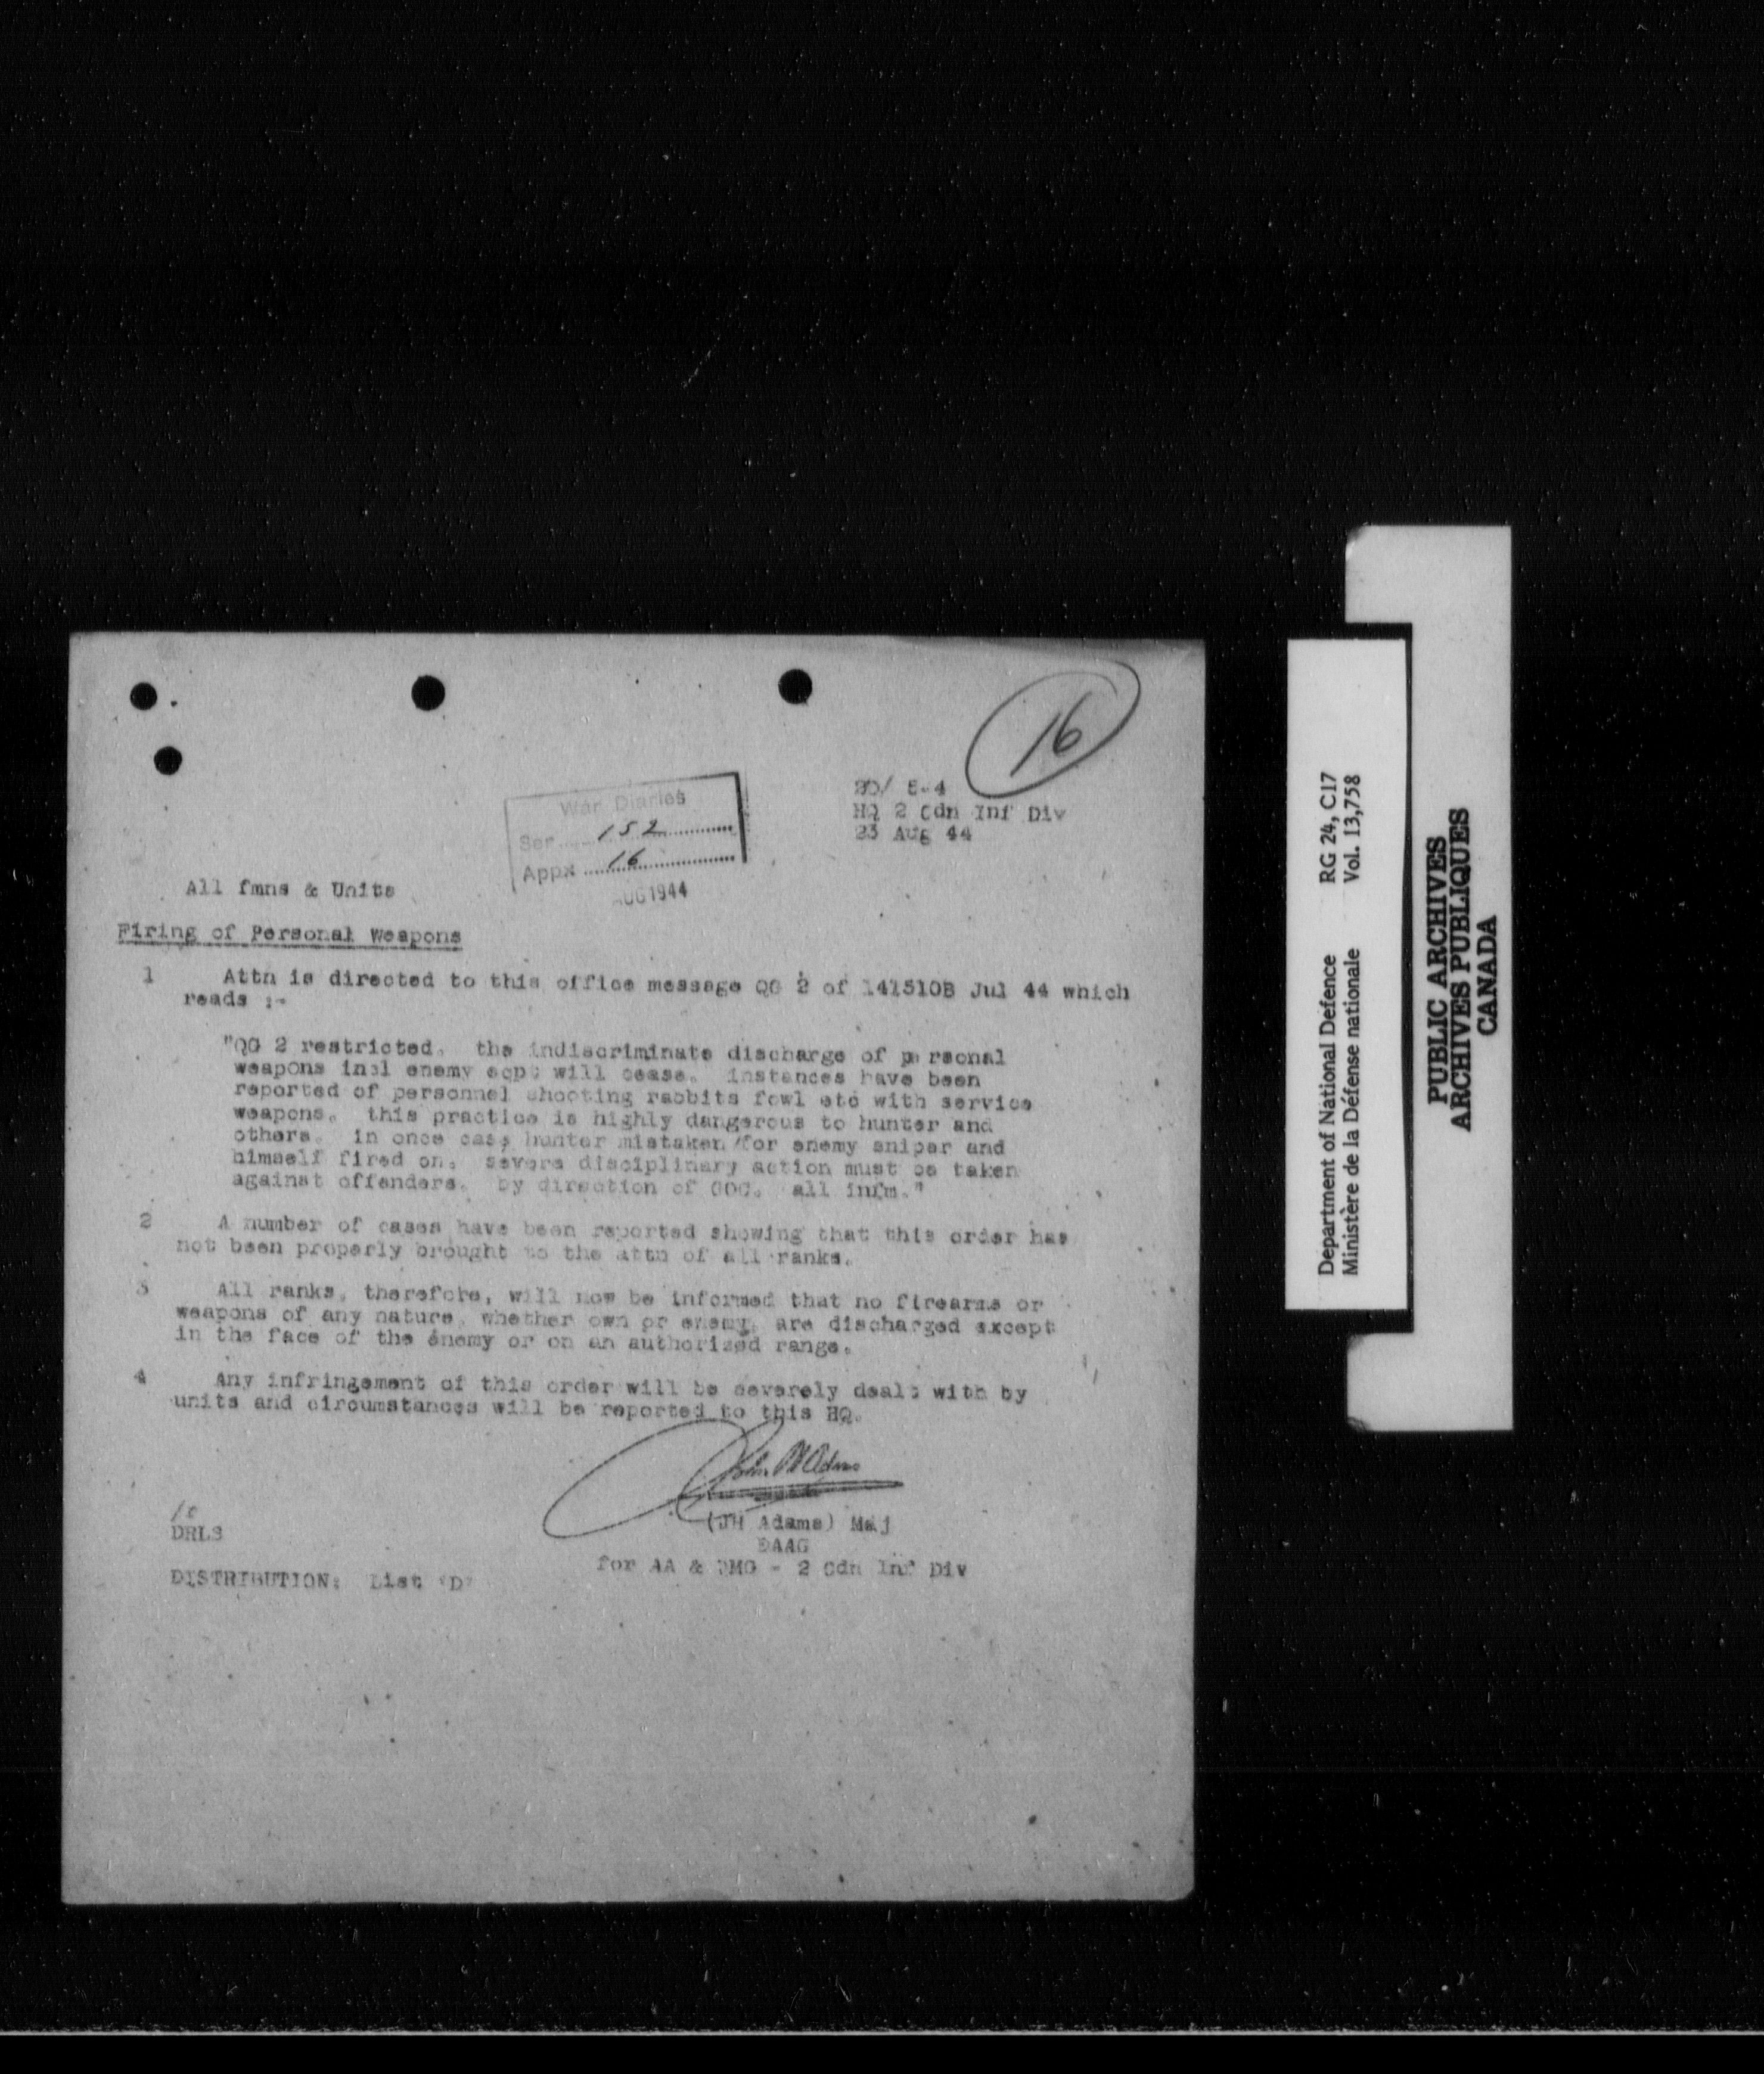 16
War Diaries
Ser 152
Appx 16
AUG 1944
HQ 2 Cdn Inf Div
23 Aug 44
All fmns & Units
Firing of Personal Weapons
1 Attn is directed to this office message QG 2 of 141510B Jul 44 which
reads :-
"QG 2 restricted. the indiscriminate discharge of p rsonal
weapons incl enemy eqpt will cease. instances have been
reported of personnel shooting rabbits fowl etc with service
weapons. this practice is highly dangerous to hunter and
others. in once case hunter mistaken for enemy sniper and
himself fired on. severe disciplinary action must be taken
against offenders. by direction of GOC. all infm."
2 A number of cases have been reported showing that this order has
not been properly brought to the attn of all ranks.
3 All ranks, therefore, will now be informed that no firearms or
weapons of any nature, whether own or enemy, are discharged except
in the face of the enemy or on an authorized range.
4 Any infringement of this order will be severely dealt with by
units and circumstances will be reported to this HQ.
(JH Adams) Maj
DAAG
for AA & QMG - 2 Cdn Inf Div
DRLS
DISTRIBUTION: List 'D'
Department of National Defence RG 24, C17
Ministère de la Défense nationale Vol. 13,758
PUBLIC ARCHIVES
ARCHIVES PUBLIQUES
CANADA